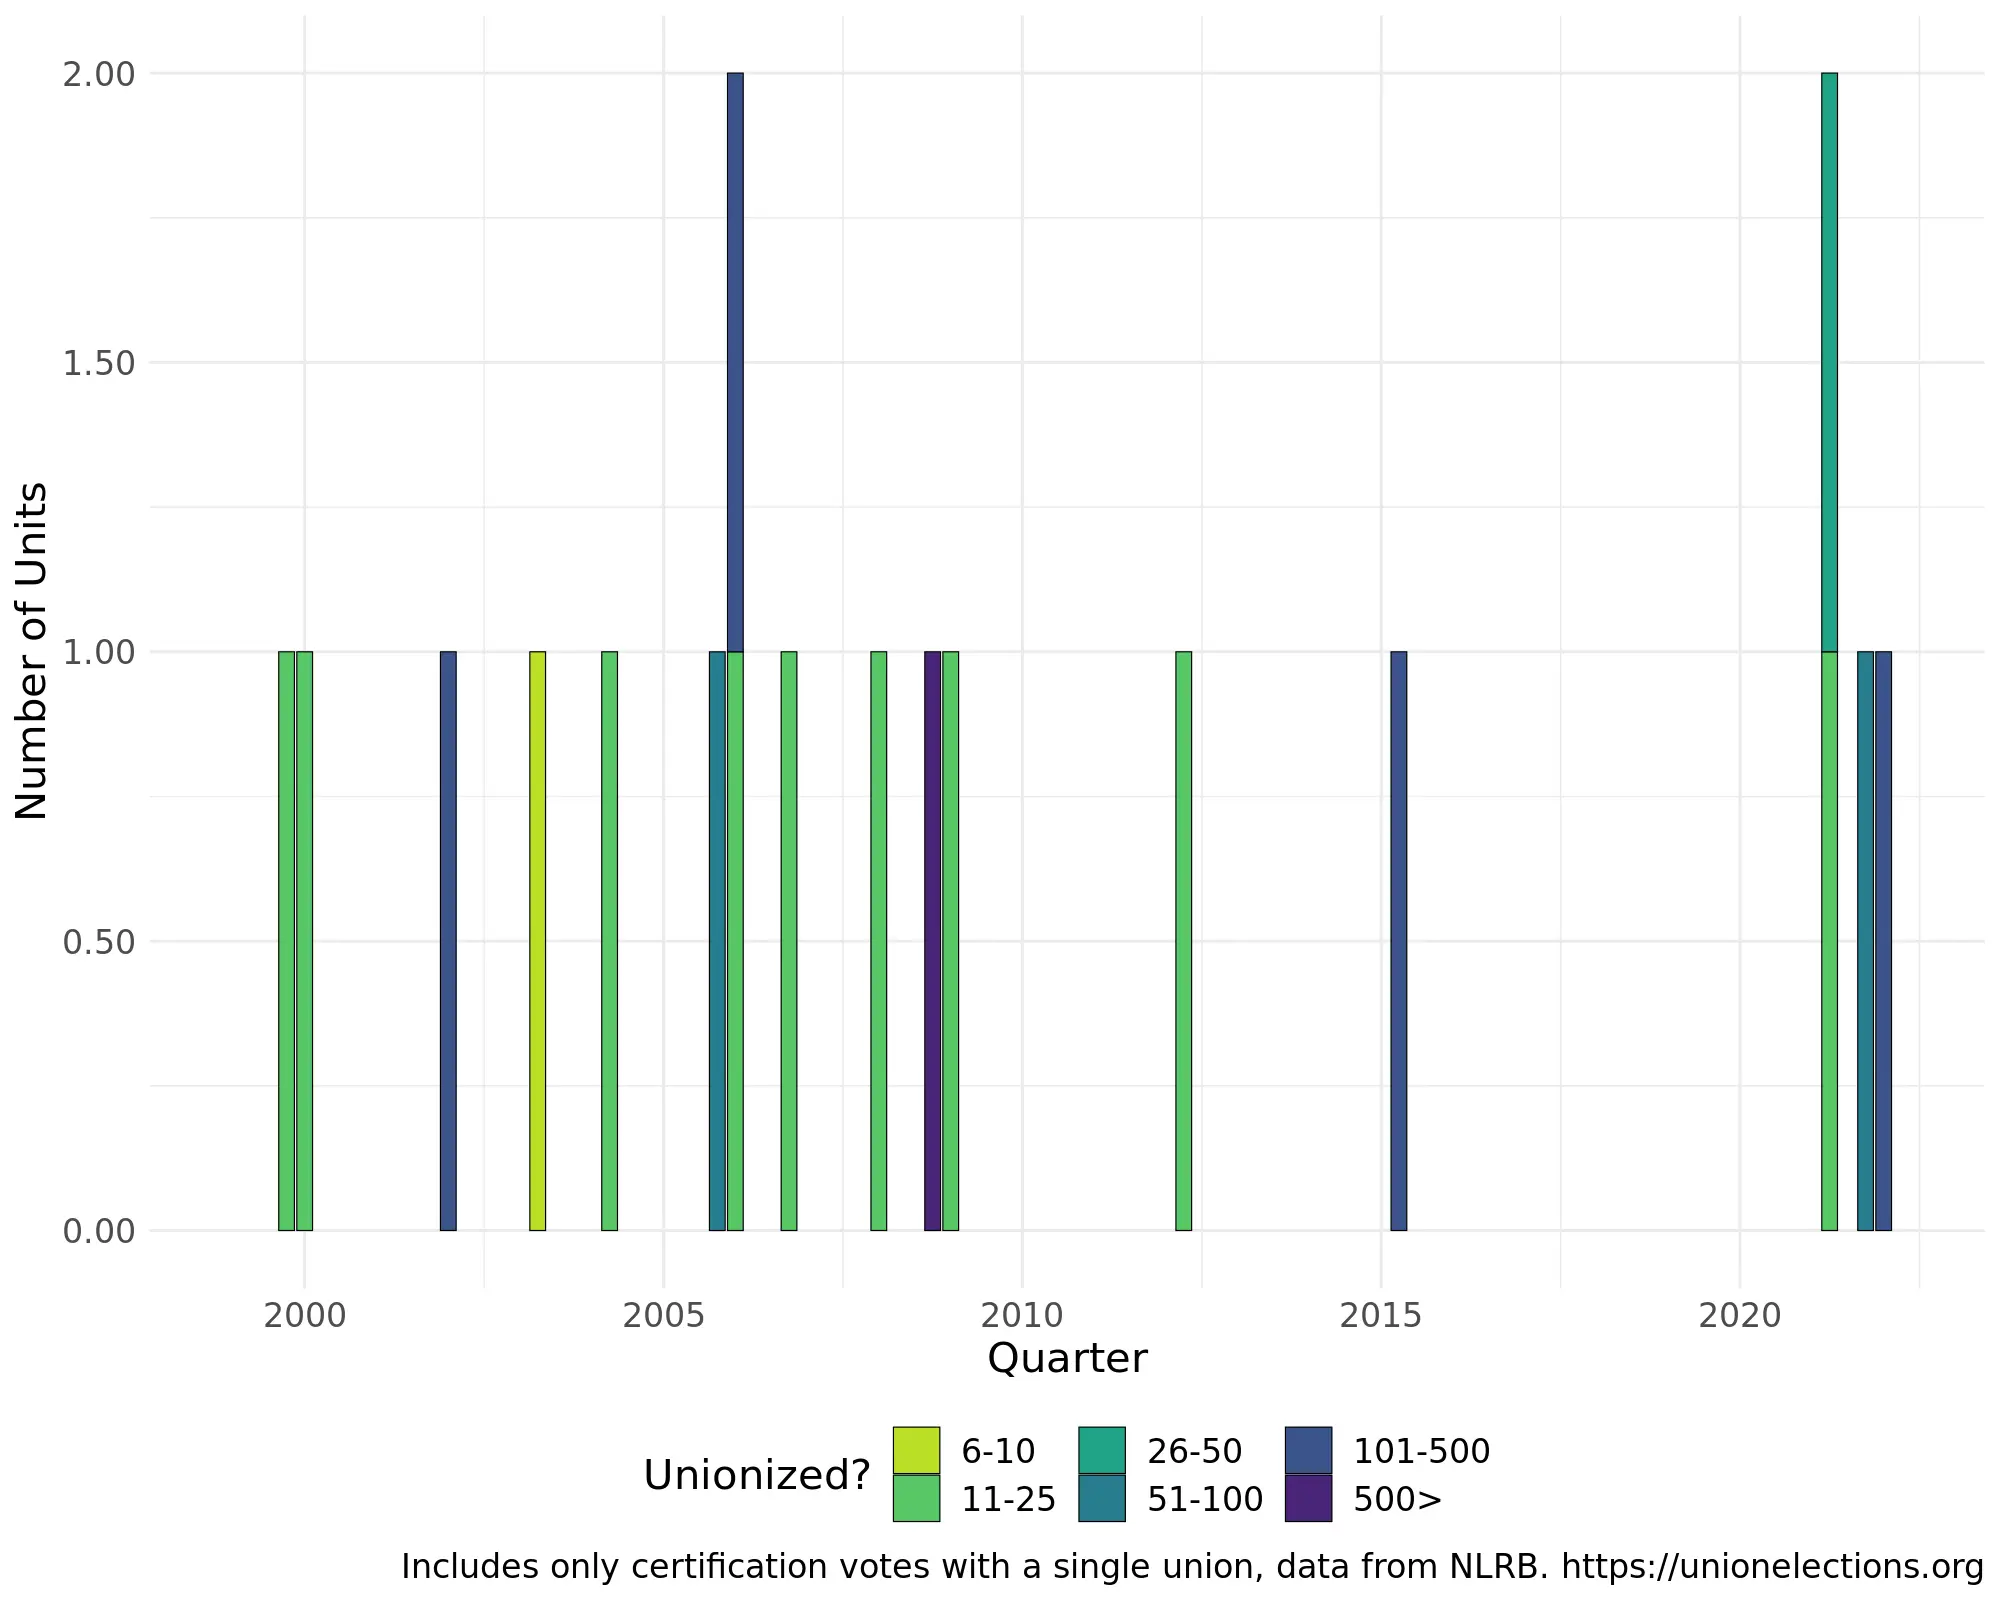 2.00
1.50
1.00
0.50
0.00
Number of Units
2000 2005 2010 2015 2020
Quarter
Unionized?
6-10 26-50 101-500
11-25 51-100 500>
Includes only certification votes with a single union, data from NLRB. https://unionelections.org